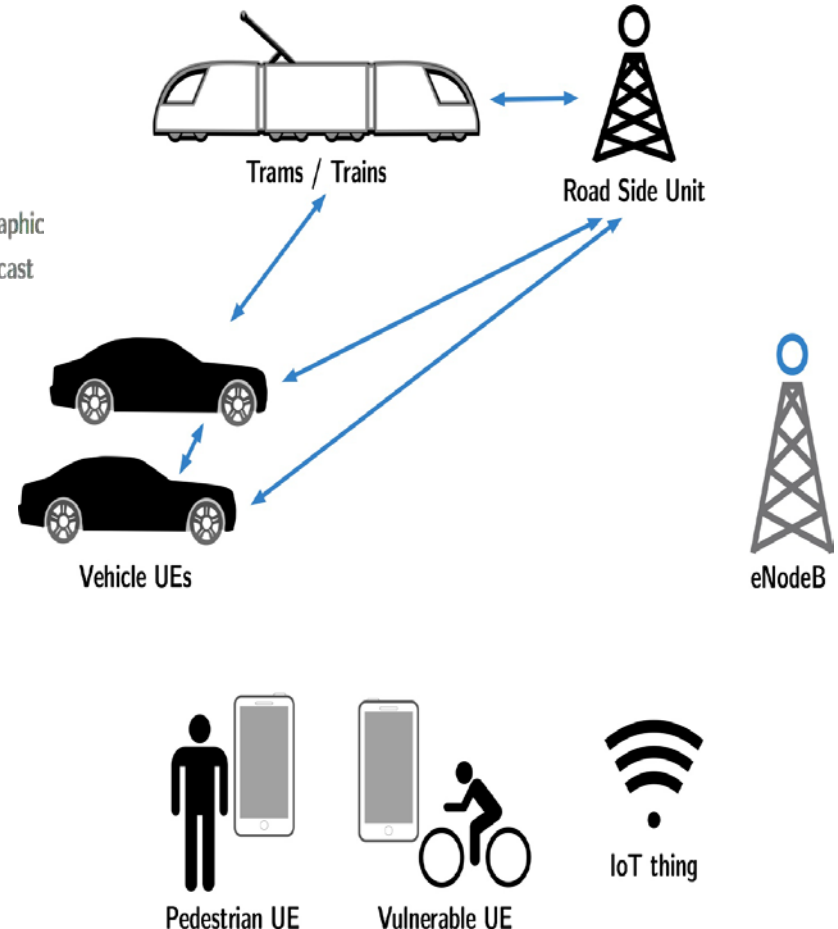 Trams / Trains
Road Side Unit
aphic
cast
Vehicle UEs
eNodeB
IoT thing
Pedestrian UE
Vulnerable UE